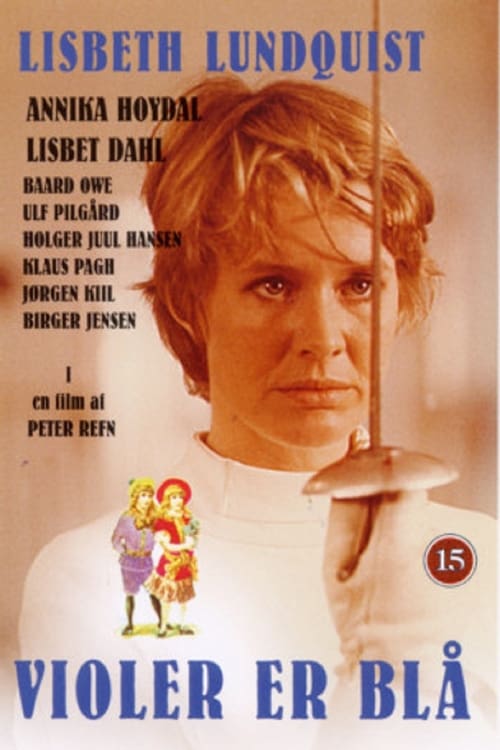 LISBETH LUNDQUIST
ANNIKA HOYDAL
LISBET DAHL
BAARD OWE
ULF PILGÅRD
HOLGER JUUL HANSEN
KLAUS PAGH
JØRGEN KIIL
BIRGER JENSEN
I
en film af
PETER REFN
15
VIOLER ER BLÅ